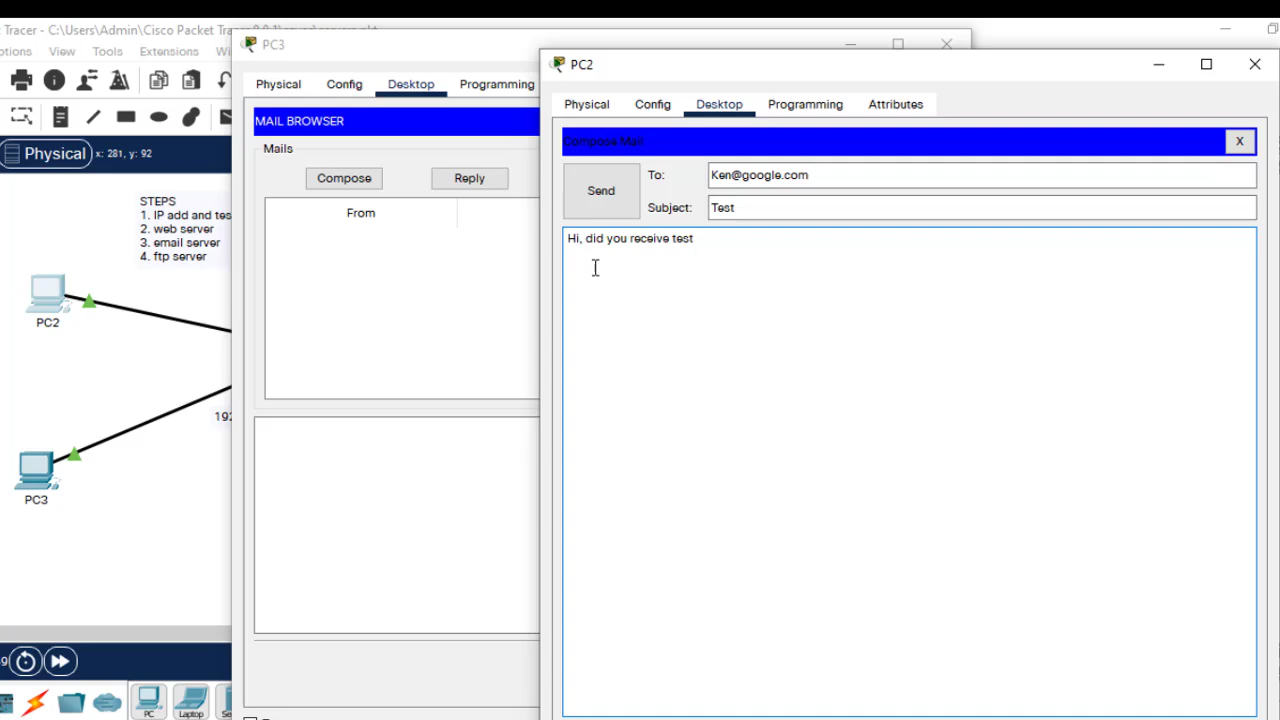 Tracer - C:\Users\Admin\Cisco Packet
ptions View Tools Extensions
Physical x: 281, y: 92
STEPS
1. IP add and tes
2. web server
3. email server
4. ftp server
PC2
PC3
192
PC
Laptop
PC3
Physical Config Desktop Programming
MAIL BROWSER
Mails
Compose Reply
From
PC2
Physical Config Desktop Programming Attributes
Compose Mail X
Send
To: Ken@google.com
Subject: Test
Hi, did you receive test